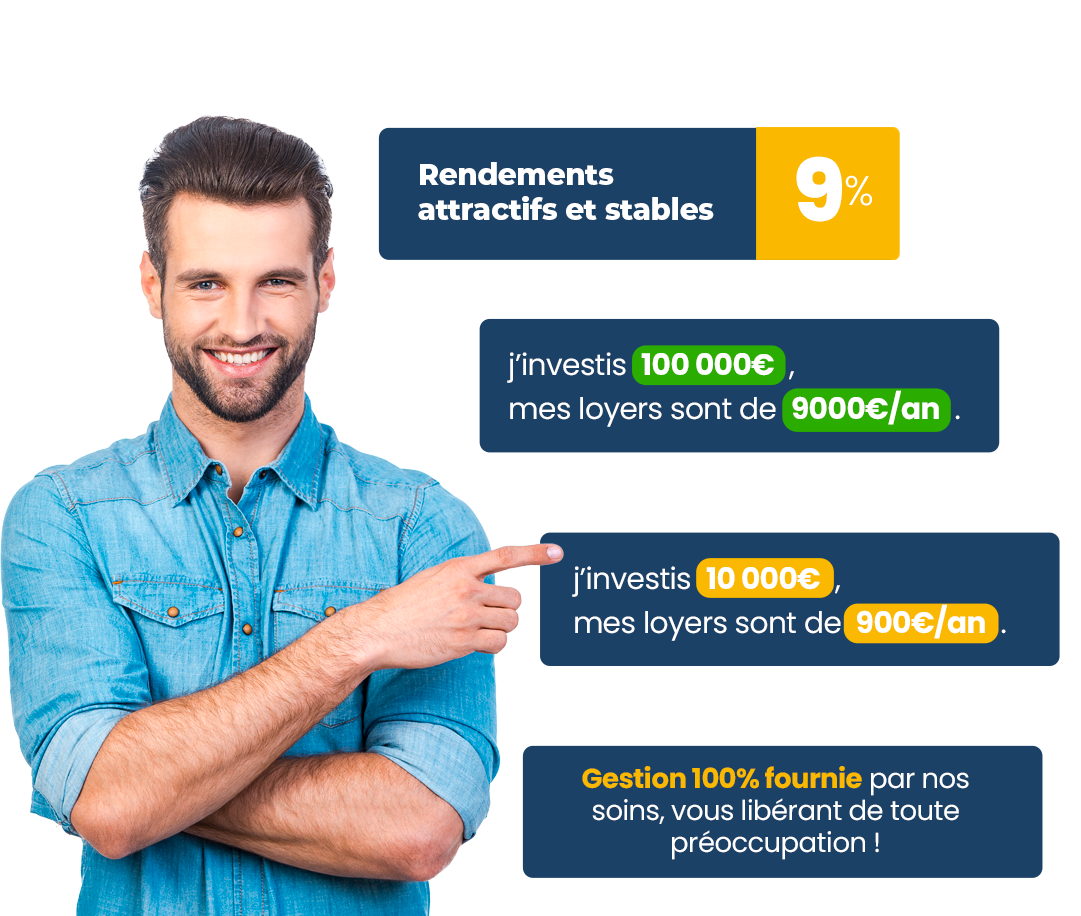 Rendements
attractifs et stables
9%
j’investis 100 000€ ,
mes loyers sont de 9000€/an .
j’investis 10 000€ ,
mes loyers sont de 900€/an .
Gestion 100% fournie par nos
soins, vous libérant de toute
préoccupation !